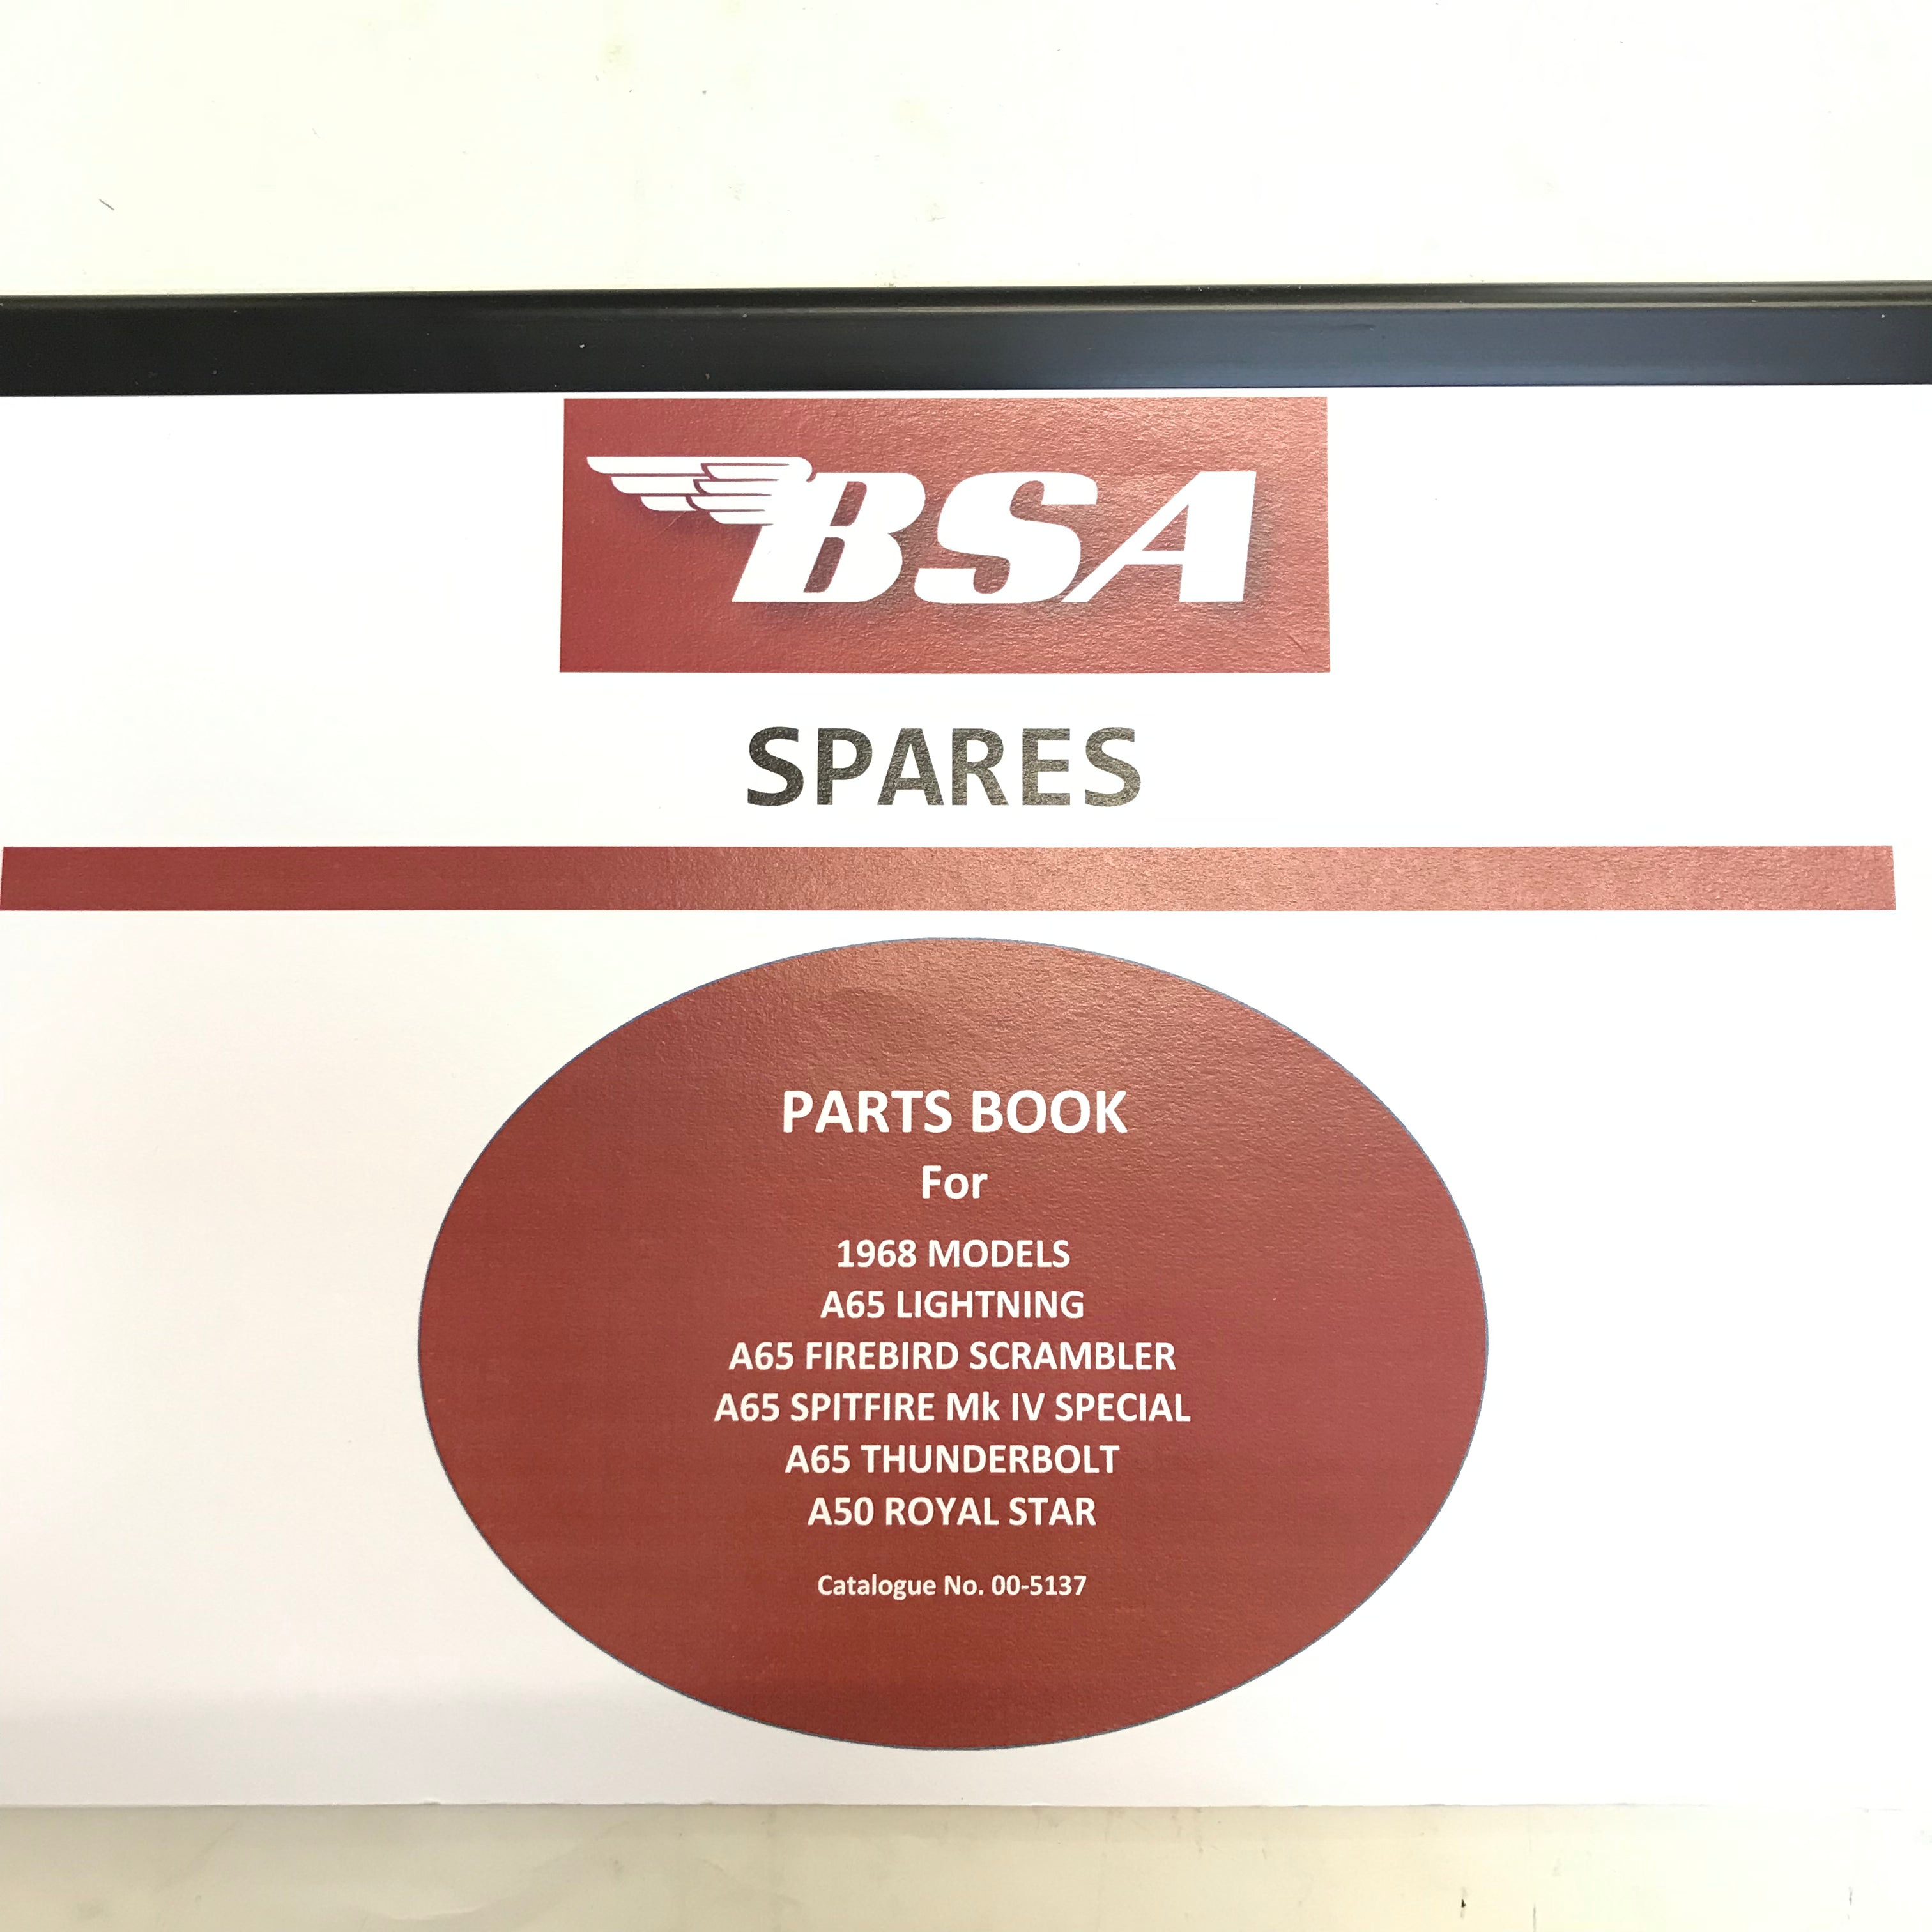 BSA
SPARES
PARTS BOOK
For
1968 MODELS
A65 LIGHTNING
A65 FIREBIRD SCRAMBLER
A65 SPITFIRE Mk IV SPECIAL
A65 THUNDERBOLT
A50 ROYAL STAR
Catalogue No. 00-5137